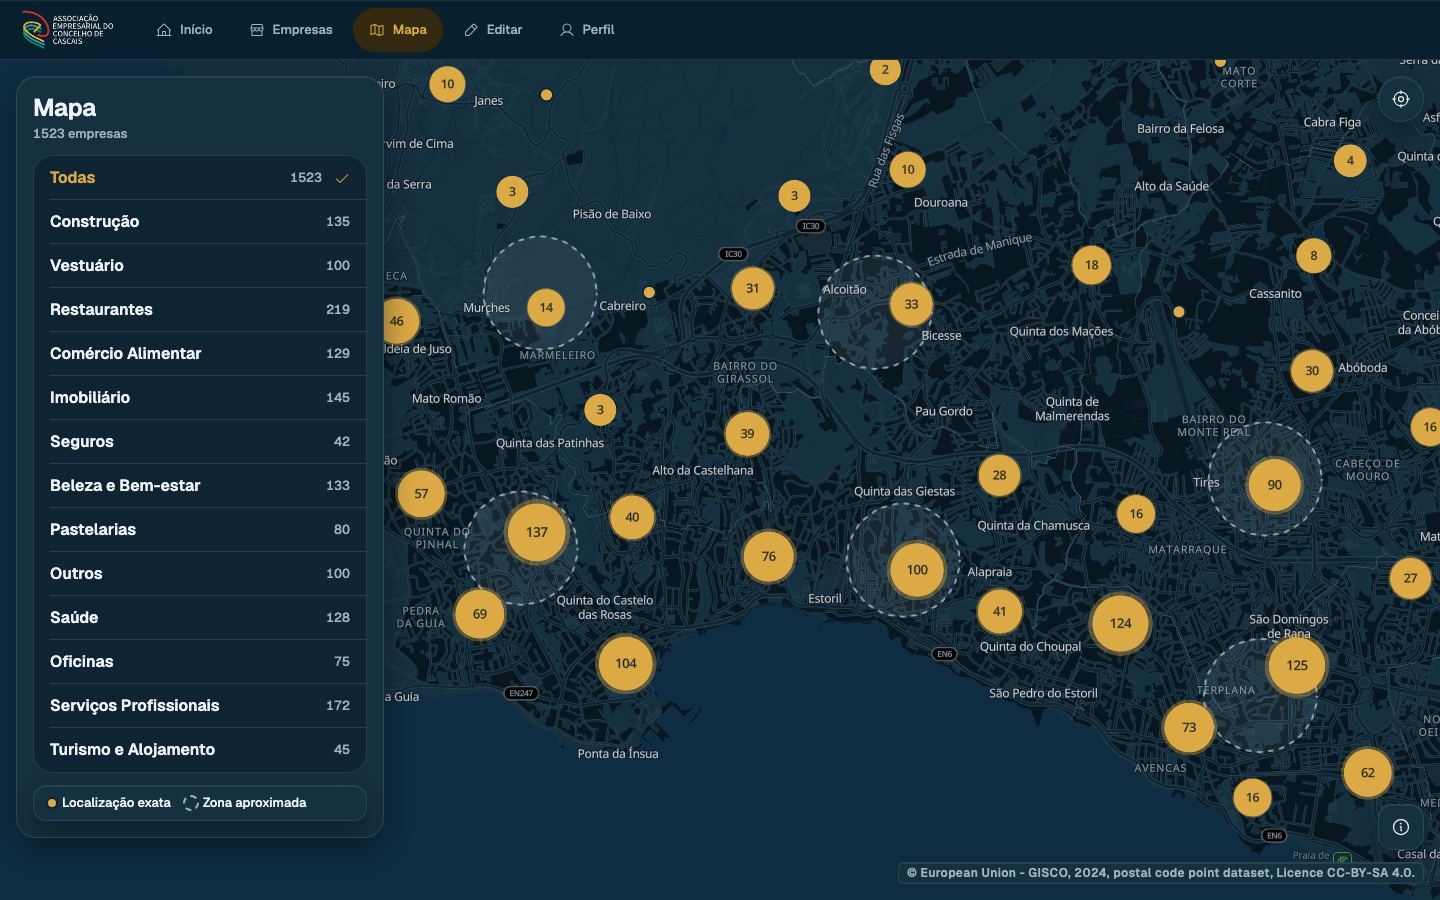 ASSOCIAÇÃO
EMPRESARIAL DO
CONCELHO DE
CASCAIS
Início
Empresas
Mapa
Editar
Perfil
Mapa
1523 empresas
Todas 1523
Construção 135
Vestuário 100
Restaurantes 219
Comércio Alimentar 129
Imobiliário 145
Seguros 42
Beleza e Bem-estar 133
Pastelarias 80
Outros 100
Saúde 128
Oficinas 75
Serviços Profissionais 172
Turismo e Alojamento 45
Localização exata
Zona aproximada
10
Janes
2
MATO
CORTE
Rua das Fisgas
Bairro da Felosa
Cabra Figa
4
da Serra
3
Pisão de Baixo
3
10
Douroana
Alto da Saúde
IC30
IC30
Estrada de Manique
18
8
Cassanito
31
Alcoitão
33
Bicesse
Quinta dos Mações
Murches
14
Cabreiro
46
MARMELEIRO
BAIRRO DO
GIRASSOL
30
Abóboda
Mato Romão
3
Quinta das Patinhas
39
Pau Gordo
Quinta de
Malmerendas
BAIRRO DO
MONTE REAL
16
Alto da Castelhana
28
Tires
90
CABEÇO DE
MOURO
57
Quinta das Giestas
QUINTA DO
PINHAL
137
40
76
100
Quinta da Chamusca
16
MATARRAQUE
Alapraia
27
PEDRA
DA GUIA
69
Quinta do Castelo
das Rosas
Estoril
41
124
São Domingos
de Rana
125
104
EN6
Quinta do Choupal
EN247
São Pedro do Estoril
TERPLANA
73
Ponta da Ínsua
AVENCAS
62
16
EN6
Praia de
© European Union - GISCO, 2024, postal code point dataset, Licence CC-BY-SA 4.0.